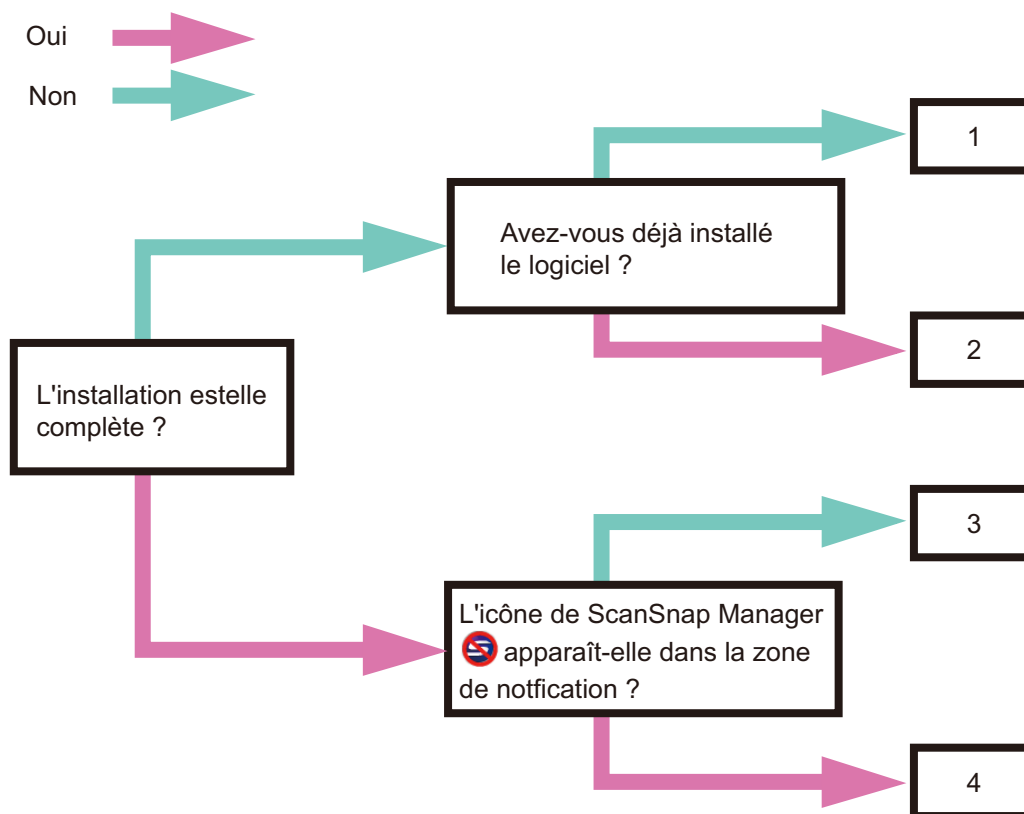 Oui
Non
1
Avez-vous déjà installé
le logiciel ?
2
L'installation estelle
complète ?
3
L'icône de ScanSnap Manager
apparaît-elle dans la zone
de notfication ?
4